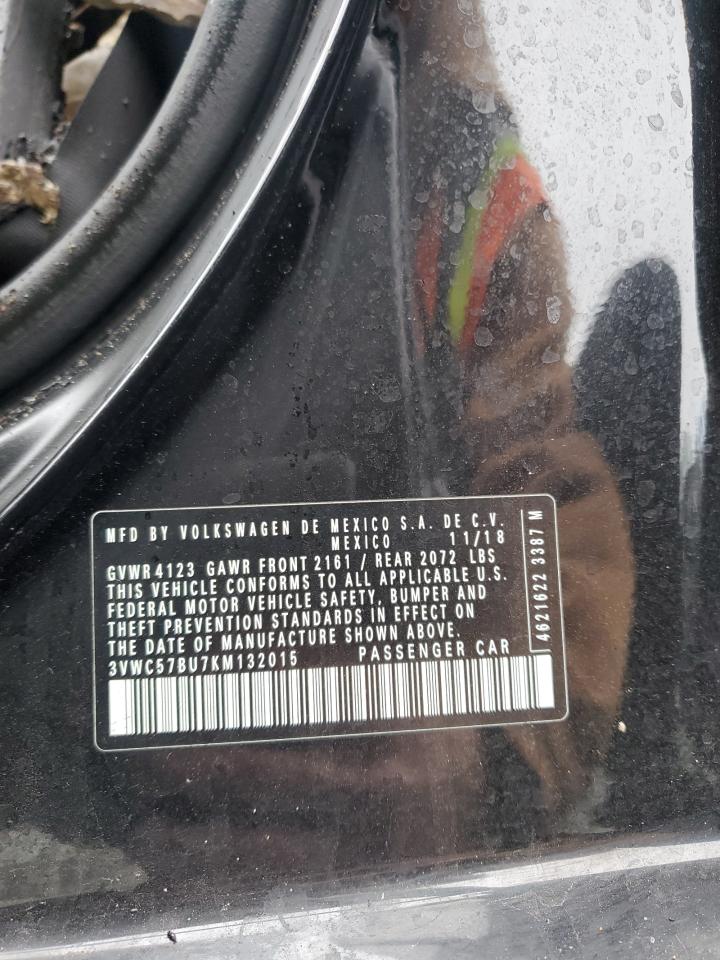 MFD BY VOLKSWAGEN DE MEXICO S.A. DE C.V.
MEXICO 11/18
GVWR 4123 GAWR FRONT 2161 / REAR 2072 LBS
THIS VEHICLE CONFORMS TO ALL APPLICABLE U.S.
FEDERAL MOTOR VEHICLE SAFETY, BUMPER AND
THEFT PREVENTION STANDARDS IN EFFECT ON
THE DATE OF MANUFACTURE SHOWN ABOVE.
3VWC57BU7KM132015 PASSENGER CAR
4621622 3387 M